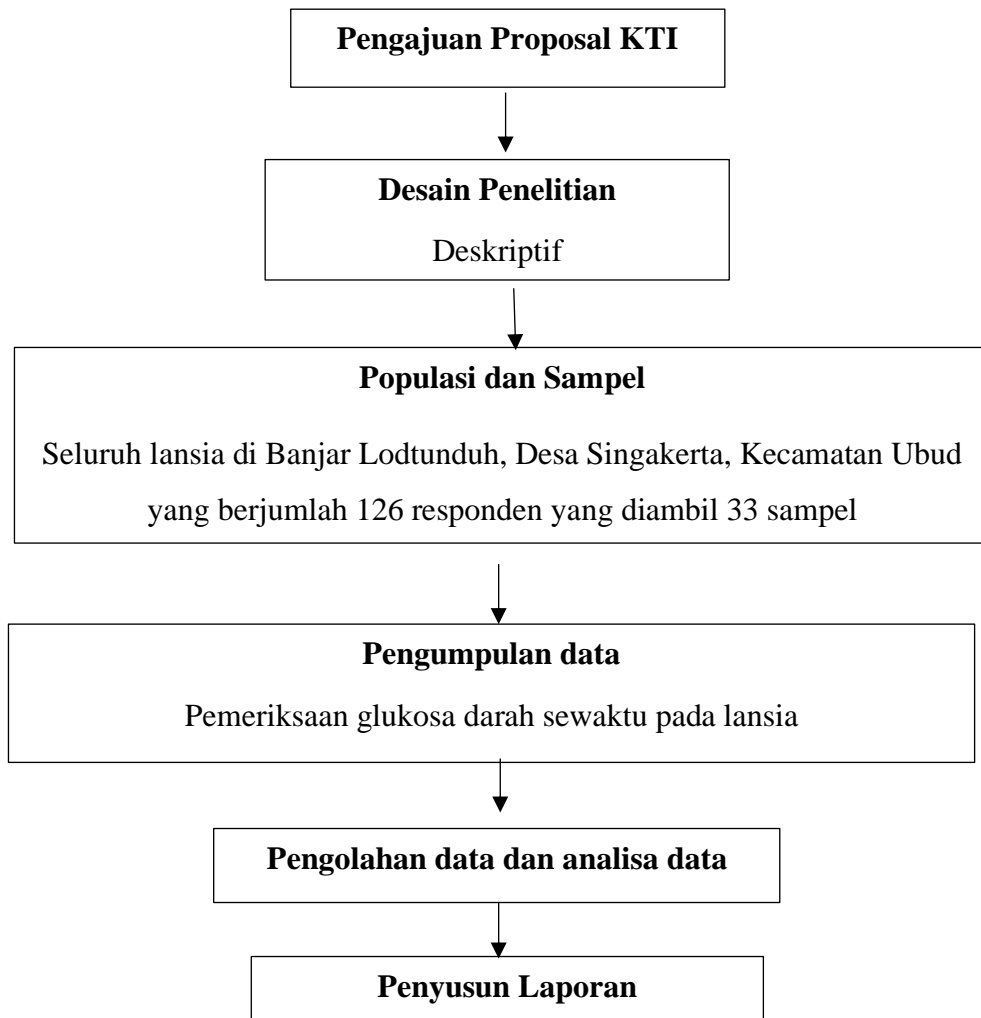 Pengajuan Proposal KTI
Desain Penelitian
Deskriptif
Populasi dan Sampel
Seluruh lansia di Banjar Lodtunduh, Desa Singakerta, Kecamatan Ubud
yang berjumlah 126 responden yang diambil 33 sampel
Pengumpulan data
Pemeriksaan glukosa darah sewaktu pada lansia
Pengolahan data dan analisa data
Penyusun Laporan